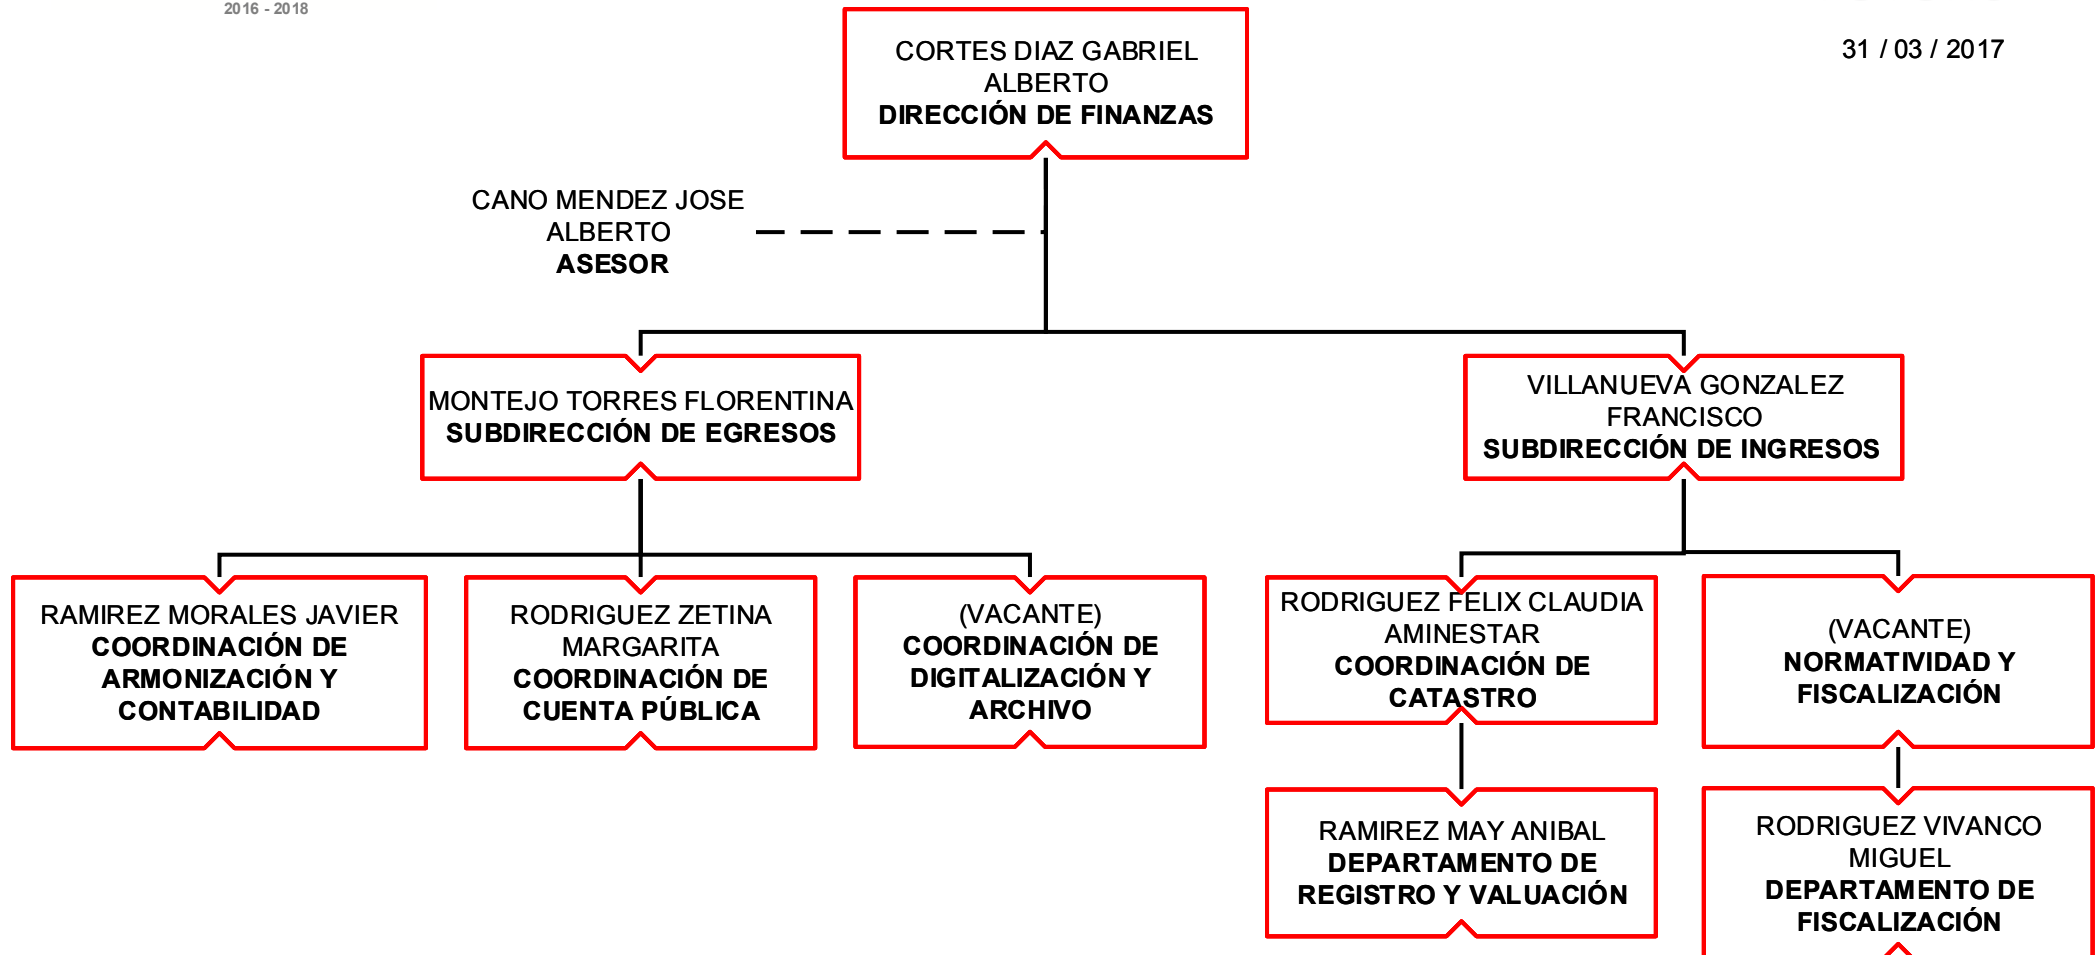 2016 - 2018
31 / 03 / 2017
CORTES DIAZ GABRIEL
ALBERTO
DIRECCIÓN DE FINANZAS
CANO MENDEZ JOSE
ALBERTO
ASESOR
MONTEJO TORRES FLORENTINA
SUBDIRECCIÓN DE EGRESOS
VILLANUEVA GONZALEZ
FRANCISCO
SUBDIRECCIÓN DE INGRESOS
RAMIREZ MORALES JAVIER
COORDINACIÓN DE
ARMONIZACIÓN Y
CONTABILIDAD
RODRIGUEZ ZETINA
MARGARITA
COORDINACIÓN DE
CUENTA PÚBLICA
(VACANTE)
COORDINACIÓN DE
DIGITALIZACIÓN Y
ARCHIVO
RODRIGUEZ FELIX CLAUDIA
AMINESTAR
COORDINACIÓN DE
CATASTRO
(VACANTE)
NORMATIVIDAD Y
FISCALIZACIÓN
RAMIREZ MAY ANIBAL
DEPARTAMENTO DE
REGISTRO Y VALUACIÓN
RODRIGUEZ VIVANCO
MIGUEL
DEPARTAMENTO DE
FISCALIZACIÓN